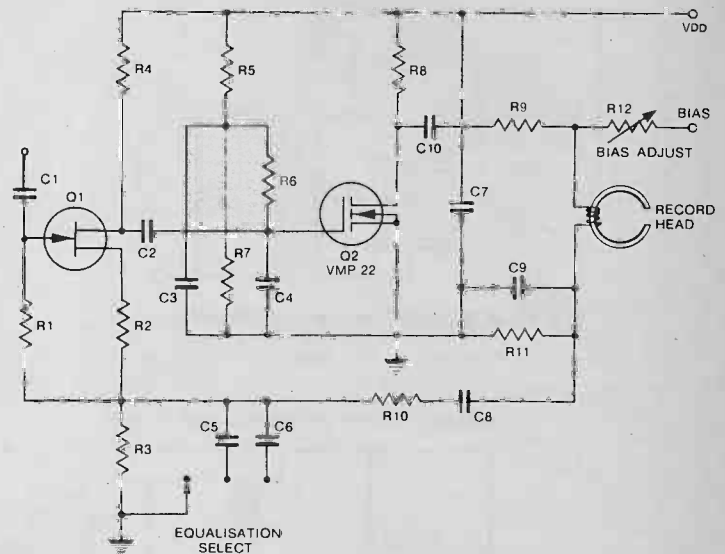 VDD
R4
R5
R8
R9
R12
BIAS
C10
BIAS ADJUST
C1
Q1
R6
C7
RECORD
HEAD
C2
Q2
VMP 22
R1
R2
C3
R7
C4
C9
R11
R10
C8
C5
C6
R3
EQUALISATION
SELECT